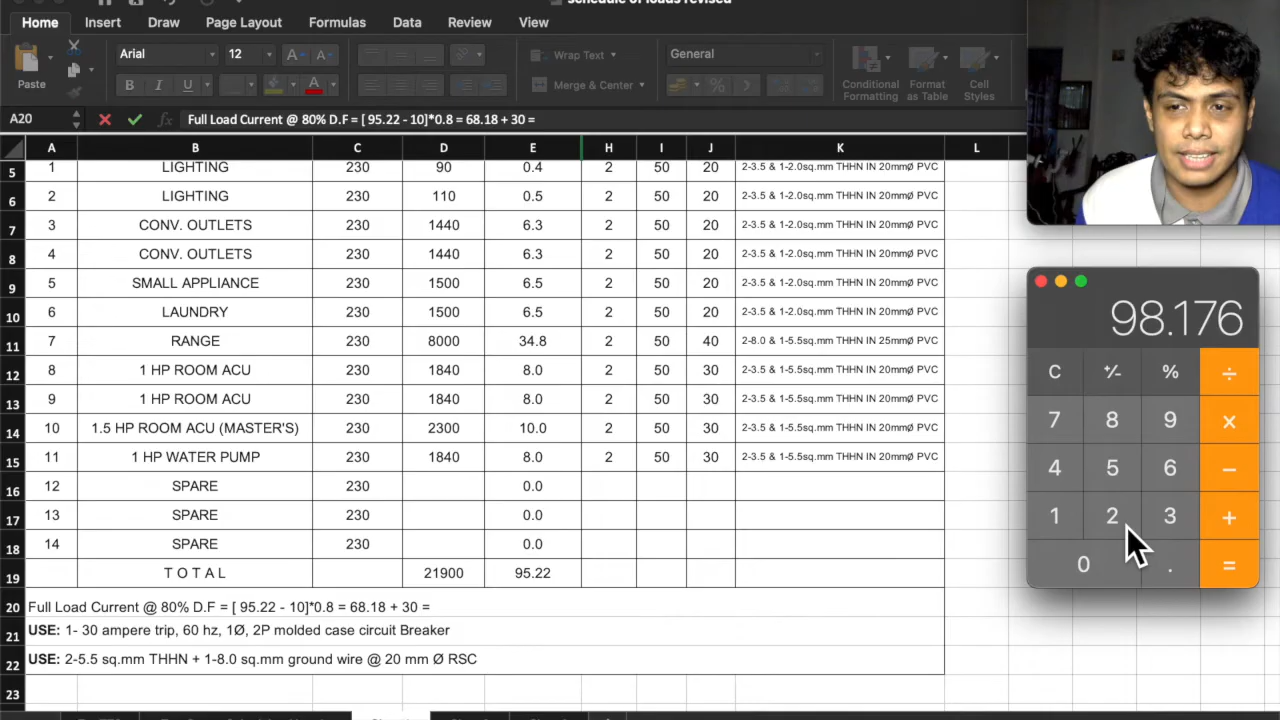 schedule of loads revised
Home Insert Draw Page Layout Formulas Data Review View
Paste Arial 12 A A Wrap Text General Conditional Formatting Format as Table Cell Styles
B I U A Merge & Center %
A20 fx Full Load Current @ 80% D.F = [ 95.22 - 10]*0.8 = 68.18 + 30 =
A B C D E H I J K L
5 1 LIGHTING 230 90 0.4 2 50 20 2-3.5 & 1-2.0sq.mm THHN IN 20mmØ PVC
6 2 LIGHTING 230 110 0.5 2 50 20 2-3.5 & 1-2.0sq.mm THHN IN 20mmØ PVC
7 3 CONV. OUTLETS 230 1440 6.3 2 50 20 2-3.5 & 1-2.0sq.mm THHN IN 20mmØ PVC
8 4 CONV. OUTLETS 230 1440 6.3 2 50 20 2-3.5 & 1-2.0sq.mm THHN IN 20mmØ PVC
9 5 SMALL APPLIANCE 230 1500 6.5 2 50 20 2-3.5 & 1-2.0sq.mm THHN IN 20mmØ PVC
10 6 LAUNDRY 230 1500 6.5 2 50 20 2-3.5 & 1-2.0sq.mm THHN IN 20mmØ PVC
11 7 RANGE 230 8000 34.8 2 50 40 2-8.0 & 1-5.5sq.mm THHN IN 25mmØ PVC
12 8 1 HP ROOM ACU 230 1840 8.0 2 50 30 2-3.5 & 1-5.5sq.mm THHN IN 20mmØ PVC
13 9 1 HP ROOM ACU 230 1840 8.0 2 50 30 2-3.5 & 1-5.5sq.mm THHN IN 20mmØ PVC
14 10 1.5 HP ROOM ACU (MASTER'S) 230 2300 10.0 2 50 30 2-3.5 & 1-5.5sq.mm THHN IN 20mmØ PVC
15 11 1 HP WATER PUMP 230 1840 8.0 2 50 30 2-3.5 & 1-5.5sq.mm THHN IN 20mmØ PVC
16 12 SPARE 230 0.0
17 13 SPARE 230 0.0
18 14 SPARE 230 0.0
19 T O T A L 21900 95.22
20 Full Load Current @ 80% D.F = [ 95.22 - 10]*0.8 = 68.18 + 30 =
21 USE: 1- 30 ampere trip, 60 hz, 1Ø, 2P molded case circuit Breaker
22 USE: 2-5.5 sq.mm THHN + 1-8.0 sq.mm ground wire @ 20 mm Ø RSC
23
98.176
C +/- % ÷
7 8 9 ×
4 5 6 −
1 2 3 +
0 . =